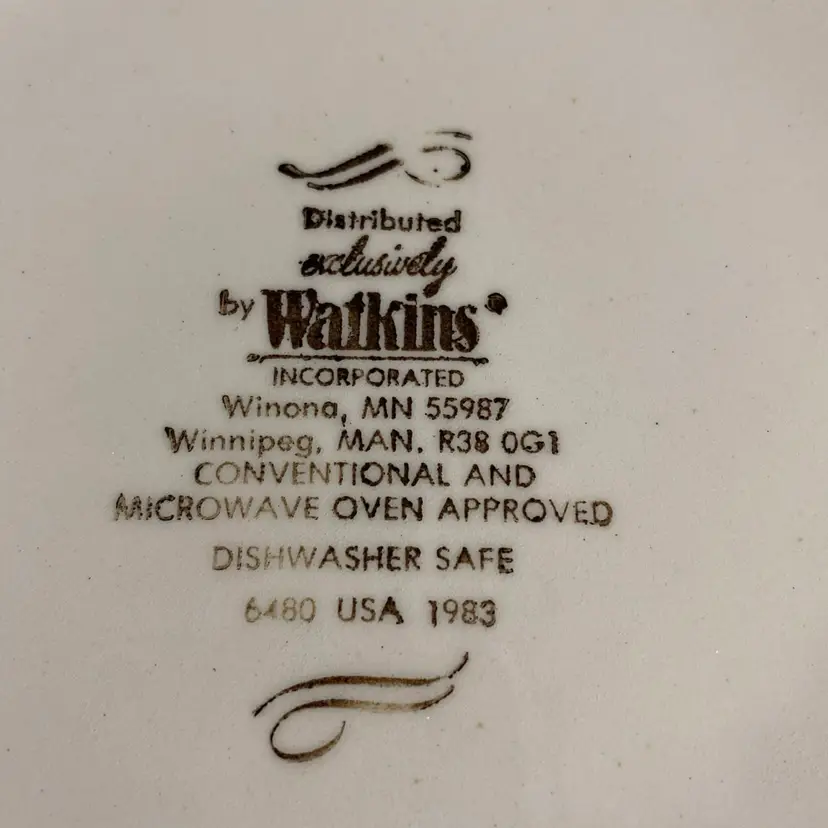 Distributed
exclusively
by Watkins®
INCORPORATED
Winona, MN 55987
Winnipeg, MAN. R38 0G1
CONVENTIONAL AND
MICROWAVE OVEN APPROVED
DISHWASHER SAFE
6480 USA 1983